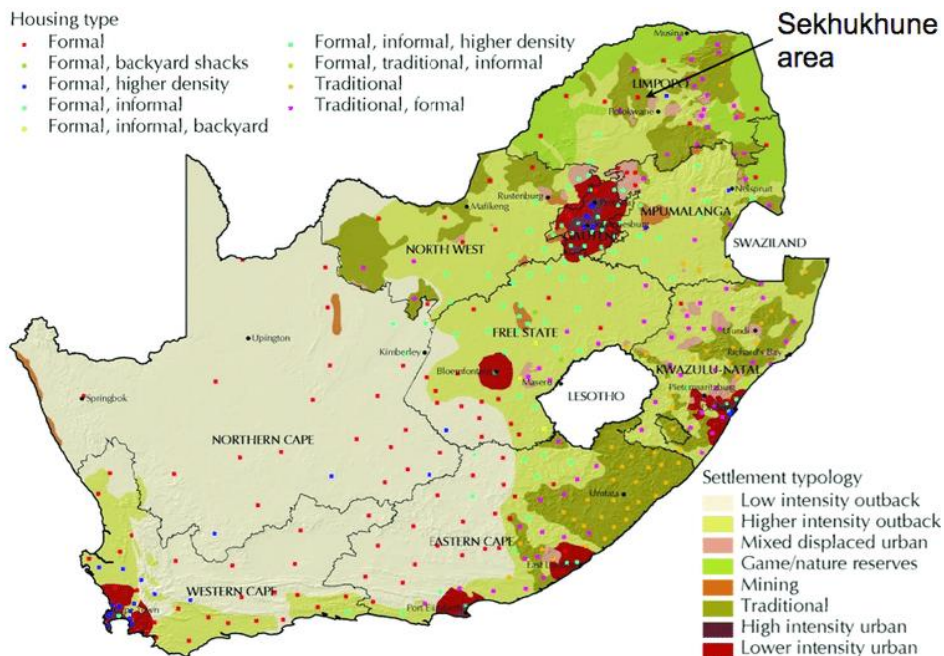 Housing type
Formal
Formal, backyard shacks
Formal, higher density
Formal, informal
Formal, informal, backyard
Formal, informal, higher density
Formal, traditional, informal
Traditional
Traditional, formal
Sekhukhune
area
Musina
LIMPOPO
Polokwane
Nelspruit
Rustenburg
Mafikeng
MPUMALANGA
NORTH WEST
SWAZILAND
FREE STATE
Upington
Kimberley
Ulundi
Richards Bay
Bloemfontein
Maseru
KWAZULU-NATAL
Pietermaritzburg
LESOTHO
Springbok
NORTHERN CAPE
Umtata
EASTERN CAPE
East
WESTERN CAPE
Port Elizabeth
Settlement typology
Low intensity outback
Higher intensity outback
Mixed displaced urban
Game/nature reserves
Mining
Traditional
High intensity urban
Lower intensity urban